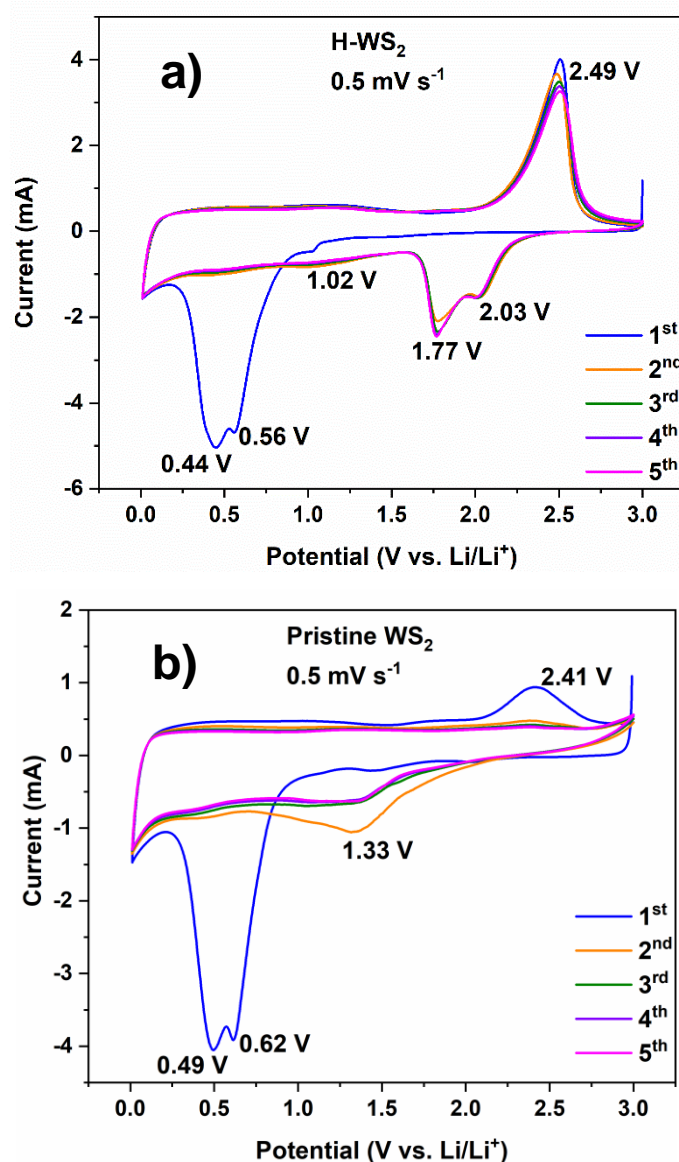 a)
H-WS₂
0.5 mV s⁻¹
2.49 V
1.02 V
2.03 V
1.77 V
0.56 V
0.44 V
1st
2nd
3rd
4th
5th
4
2
0
-2
-4
-6
Current (mA)
0.0 0.5 1.0 1.5 2.0 2.5 3.0
Potential (V vs. Li/Li⁺)
b)
Pristine WS₂
0.5 mV s⁻¹
2.41 V
1.33 V
0.62 V
0.49 V
1st
2nd
3rd
4th
5th
2
1
0
-1
-2
-3
-4
Current (mA)
0.0 0.5 1.0 1.5 2.0 2.5 3.0
Potential (V vs. Li/Li⁺)